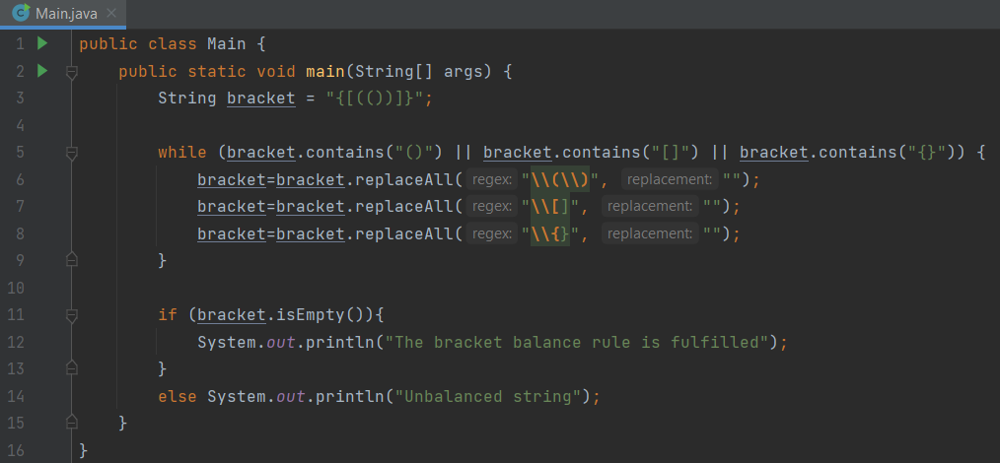 Main.java
1 public class Main {
2 public static void main(String[] args) {
3 String bracket = "{[(())]}";
4
5 while (bracket.contains("()") || bracket.contains("[]") || bracket.contains("{}")) {
6 bracket=bracket.replaceAll( regex: "\\(\\)", replacement: "");
7 bracket=bracket.replaceAll( regex: "\\[]", replacement: "");
8 bracket=bracket.replaceAll( regex: "\\{}", replacement: "");
9 }
10
11 if (bracket.isEmpty()){
12 System.out.println("The bracket balance rule is fulfilled");
13 }
14 else System.out.println("Unbalanced string");
15 }
16 }